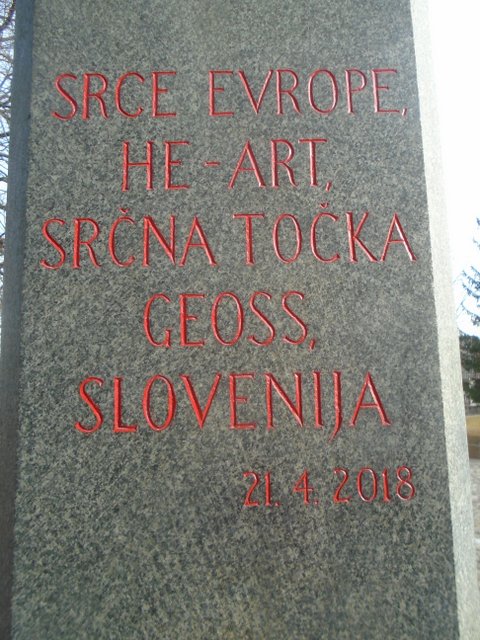 SRCE EVROPE,
HE-ART,
SRČNA TOČKA
GEOSS,
SLOVENIJA
21. 4. 2018